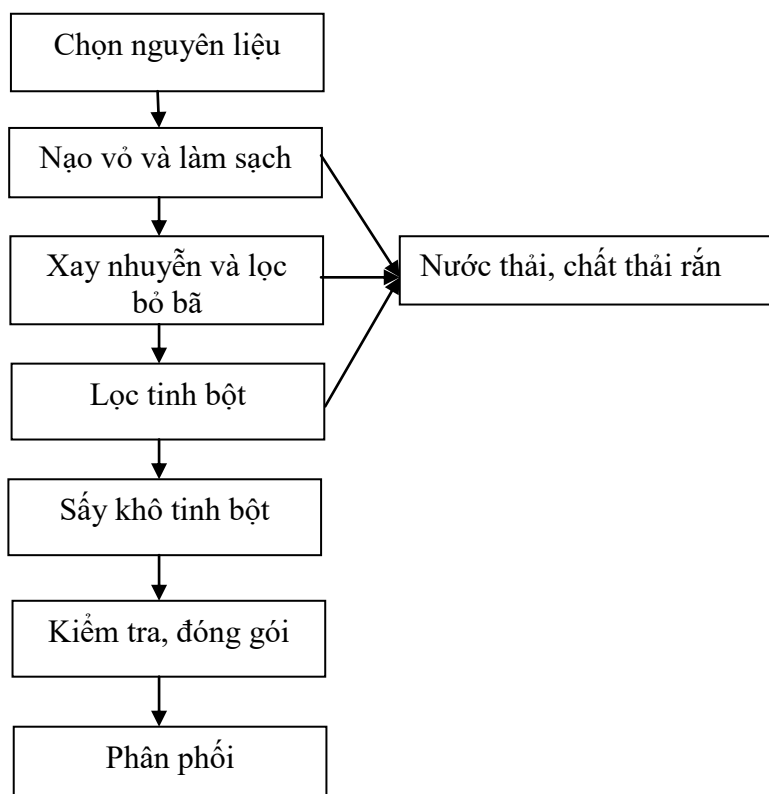 Chọn nguyên liệu
Nạo vỏ và làm sạch
Xay nhuyễn và lọc
bỏ bã
Nước thải, chất thải rắn
Lọc tinh bột
Sấy khô tinh bột
Kiểm tra, đóng gói
Phân phối